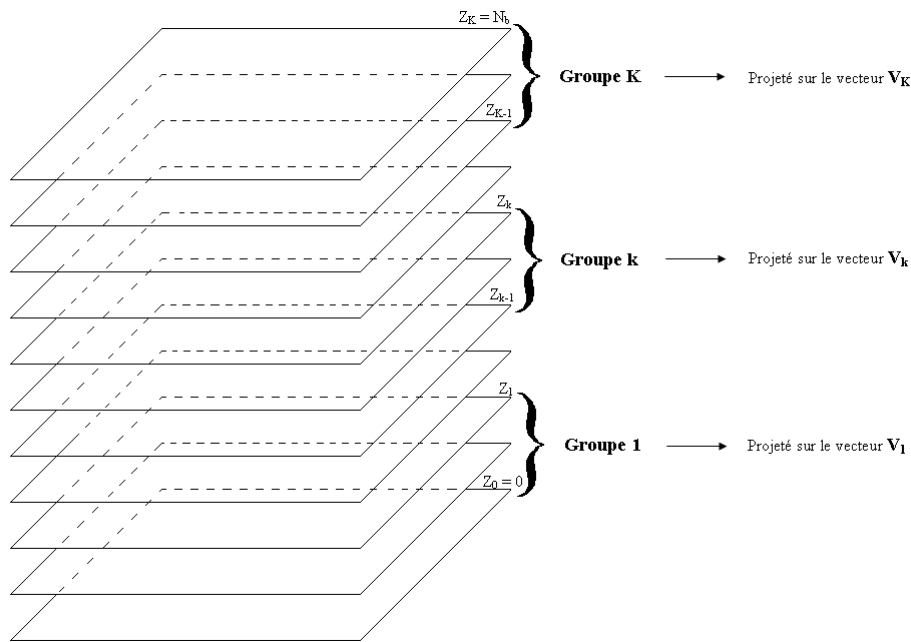 Z_K = N_b
Groupe K
Projeté sur le vecteur V_K
Z_K-1
Z_k
Groupe k
Projeté sur le vecteur V_k
Z_k-1
Z_1
Groupe 1
Projeté sur le vecteur V_1
Z_0 = 0